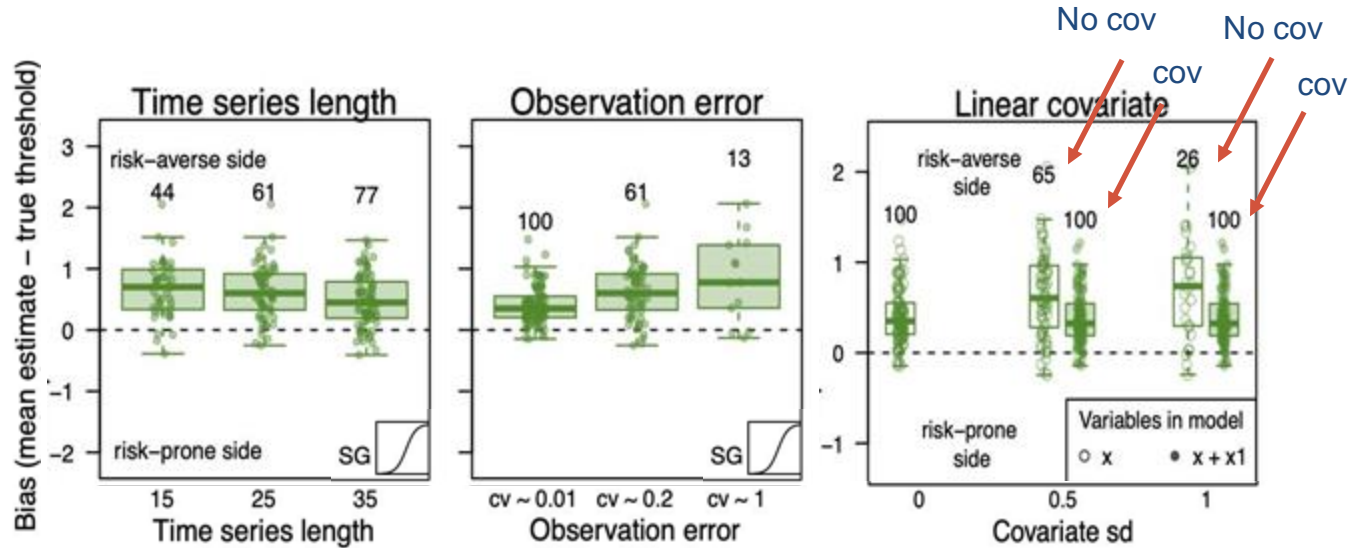 No cov
No cov
cov
cov
Bias (mean estimate − true threshold)
Time series length
3
2
1
0
−1
−2
risk−averse side
44
61
77
risk−prone side
SG
15
25
35
Time series length
Observation error
100
61
13
SG
cv ~ 0.01
cv ~ 0.2
cv ~ 1
Observation error
Linear covariate
2
1
0
−1
risk−averse
side
100
65
100
26
100
risk−prone
side
Variables in model
x
x + x1
0
0.5
1
Covariate sd